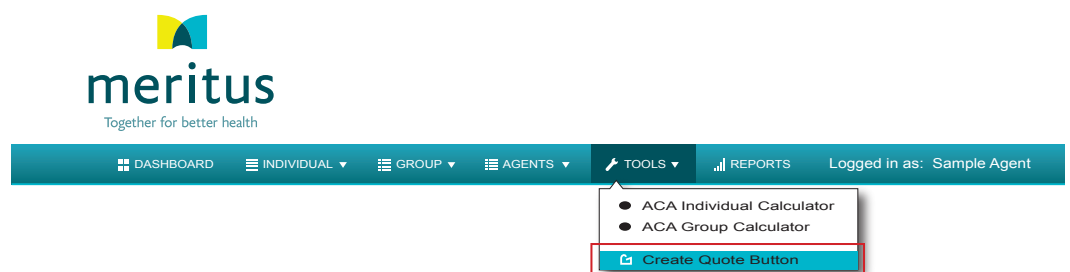 meritus
Together for better health
DASHBOARD INDIVIDUAL GROUP AGENTS TOOLS REPORTS Logged in as: Sample Agent
ACA Individual Calculator
ACA Group Calculator
Create Quote Button